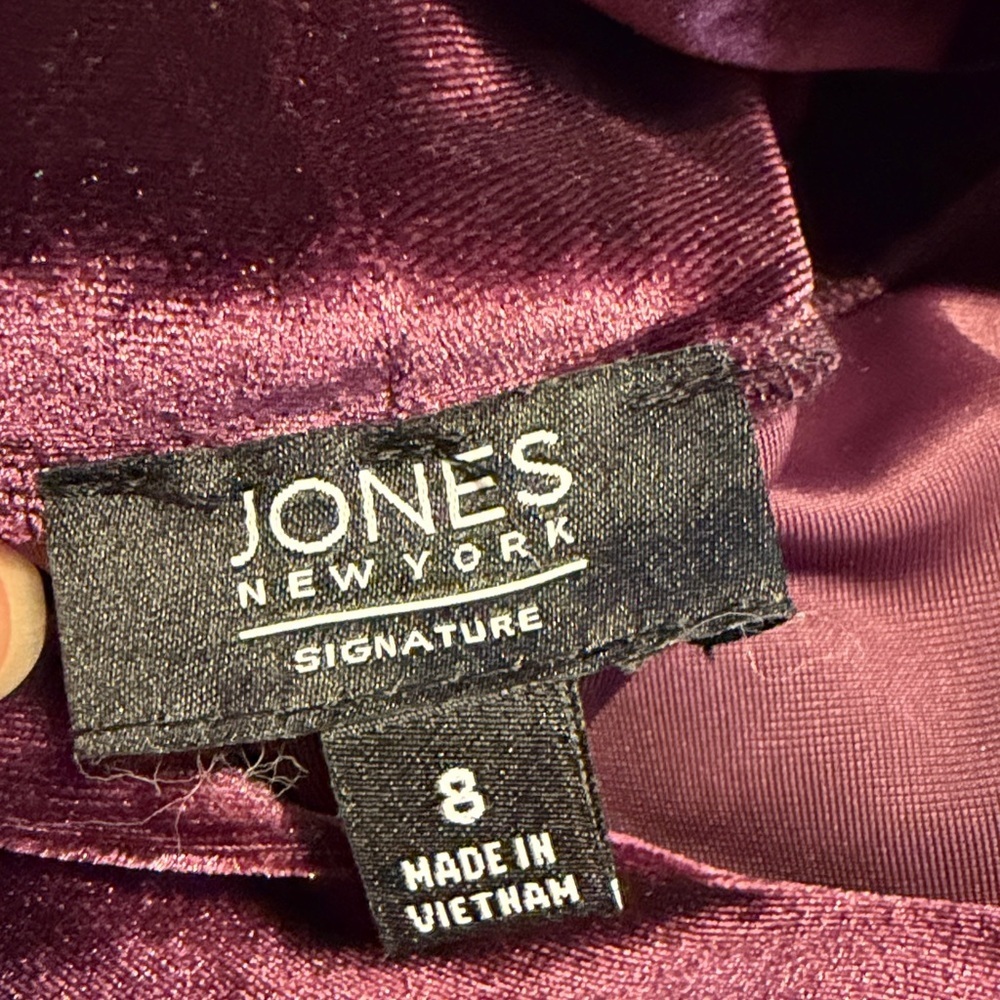 JONES
NEW YORK
SIGNATURE
8
MADE IN
VIETNAM